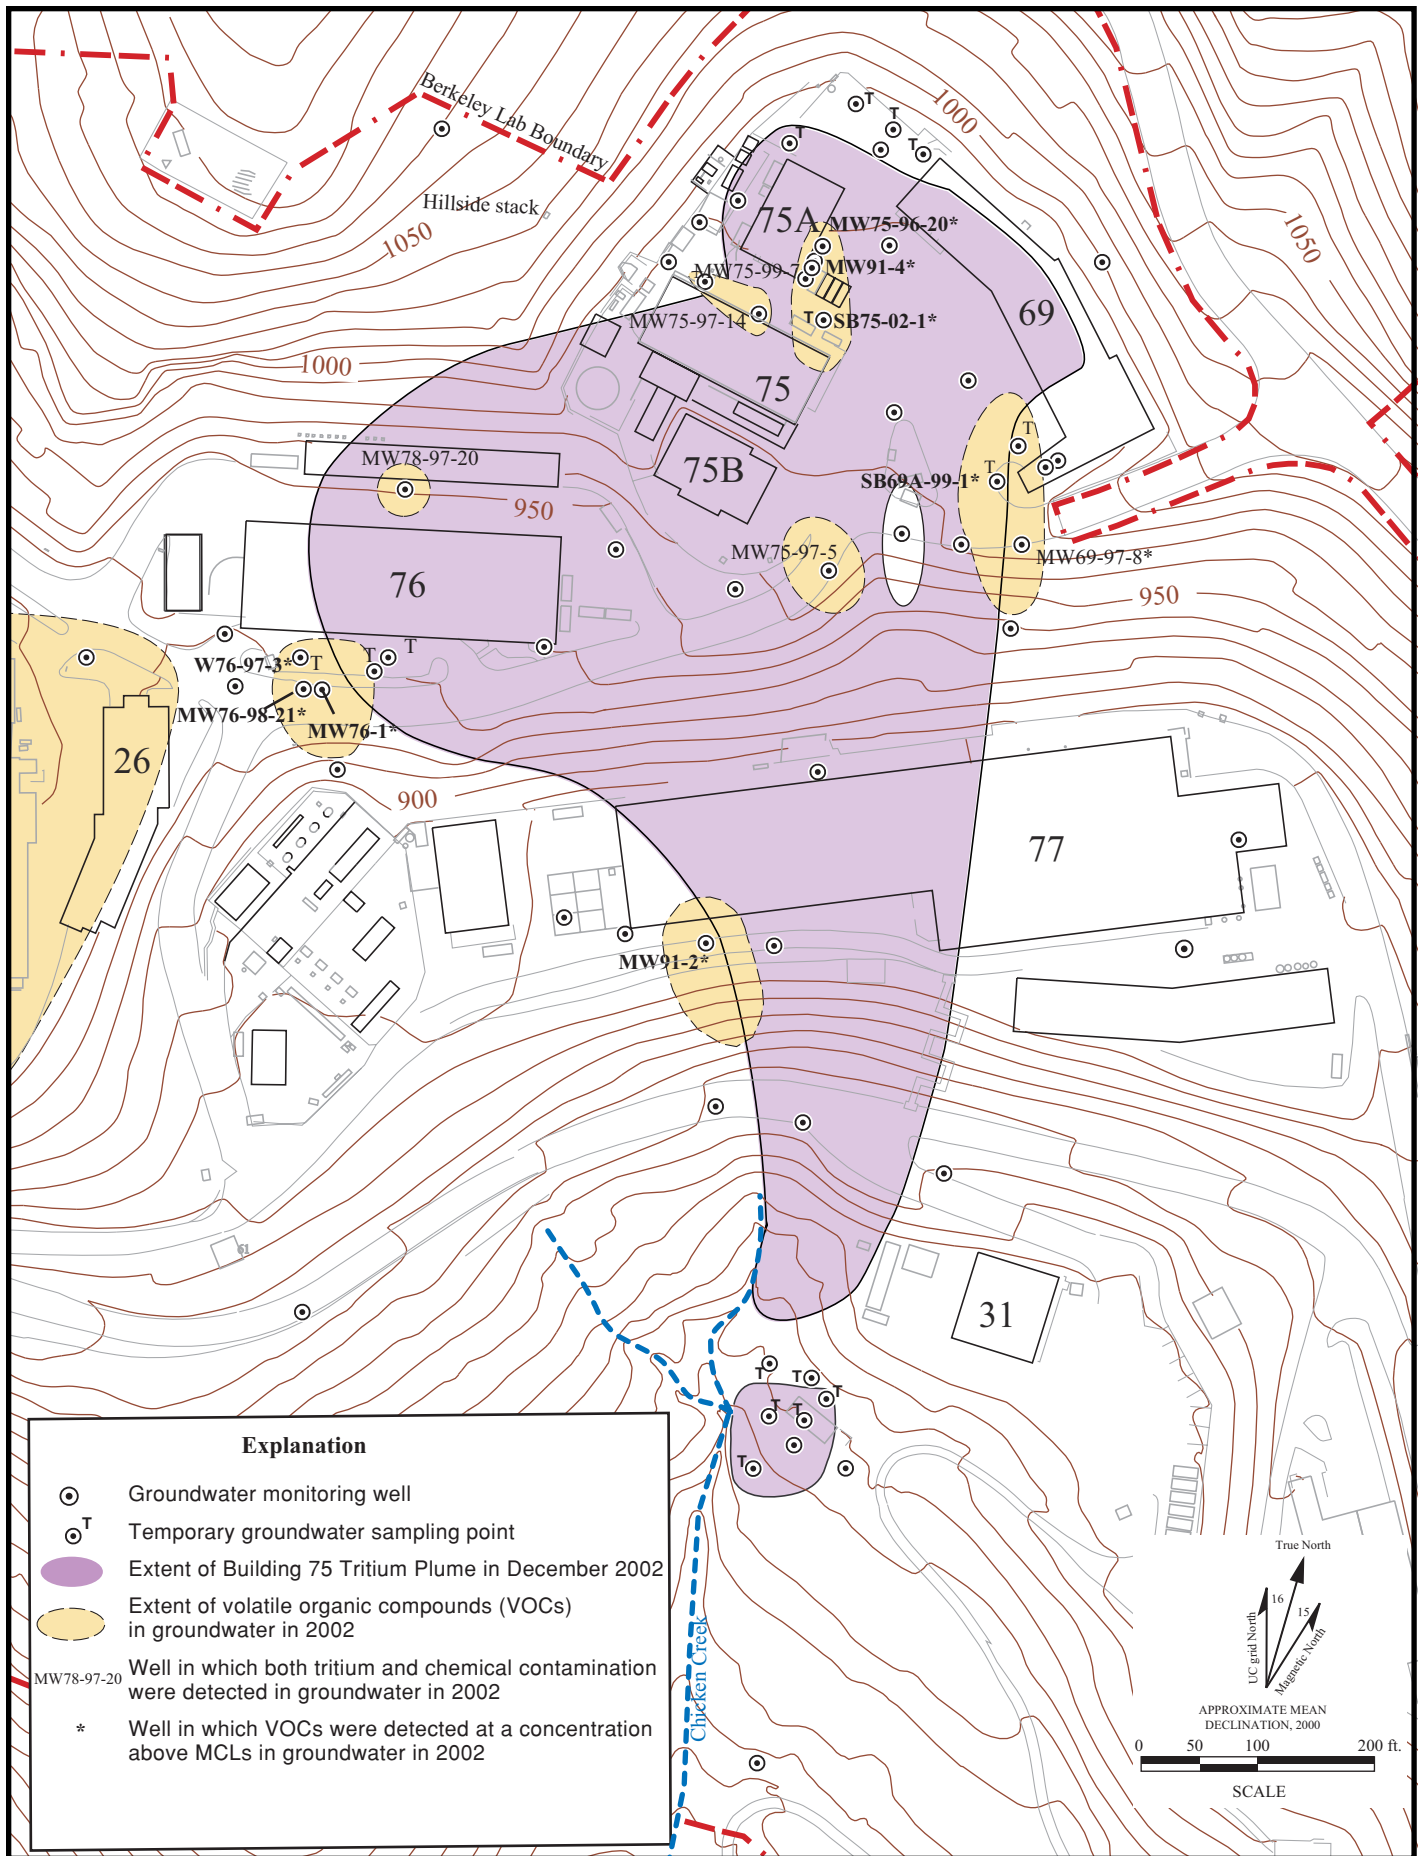 Berkeley Lab Boundary
Hillside stack
1050
1000
1050
1000
T
T
T
T
75A
MW75-96-20*
MW75-99-7
MW91-4*
MW75-97-14
T
SB75-02-1*
69
75
MW78-97-20
75B
T
SB69A-99-1*
T
950
MW75-97-5
MW69-97-8*
76
950
W76-97-3*
T
T
T
MW76-98-21*
MW76-1*
26
900
77
MW91-2*
61
31
T
T
T
T
T
T
Chicken Creek
Explanation
Groundwater monitoring well
T
Temporary groundwater sampling point
Extent of Building 75 Tritium Plume in December 2002
Extent of volatile organic compounds (VOCs)
in groundwater in 2002
MW78-97-20
Well in which both tritium and chemical contamination
were detected in groundwater in 2002
*
Well in which VOCs were detected at a concentration
above MCLs in groundwater in 2002
True North
16
15
UC grid North
Magnetic North
APPROXIMATE MEAN
DECLINATION, 2000
0 50 100 200 ft.
SCALE